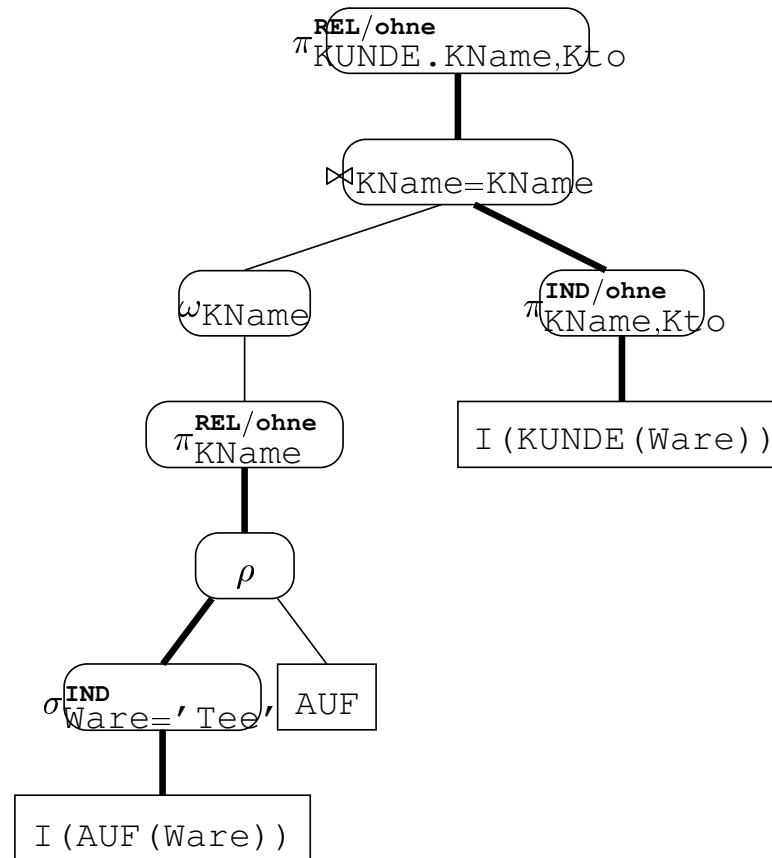 π REL/ohne KUNDE.KName,Kto
⋈ KName=KName
ω KName
π IND/ohne KName,Kto
π REL/ohne KName
I(KUNDE(Ware))
ρ
σ IND Ware='Tee'
AUF
I(AUF(Ware))